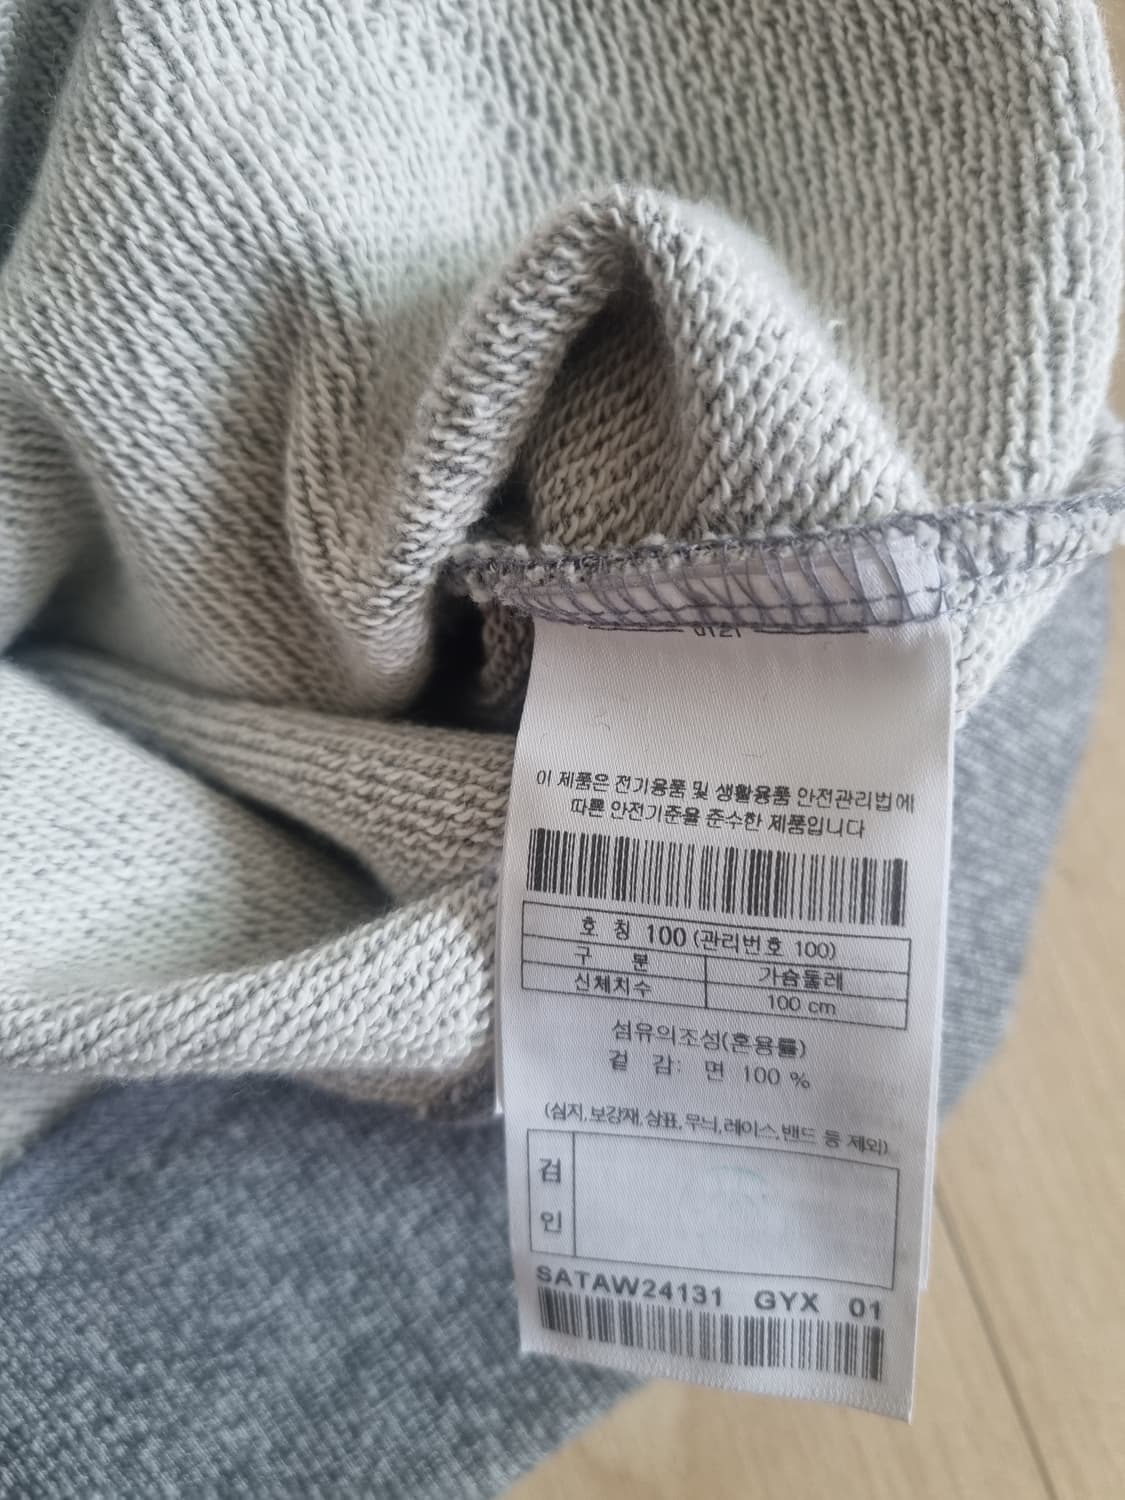 0121
이 제품은 전기용품 및 생활용품 안전관리법에
따른 안전기준을 준수한 제품입니다
호 칭 100 (관리번호 100)
구 분 가슴둘레
신체치수 100 cm
섬유의조성(혼용률)
겉 감: 면 100 %
(심지,보강재,상표,무늬,레이스,밴드 등 제외)
검
인
SATAW24131 GYX 01